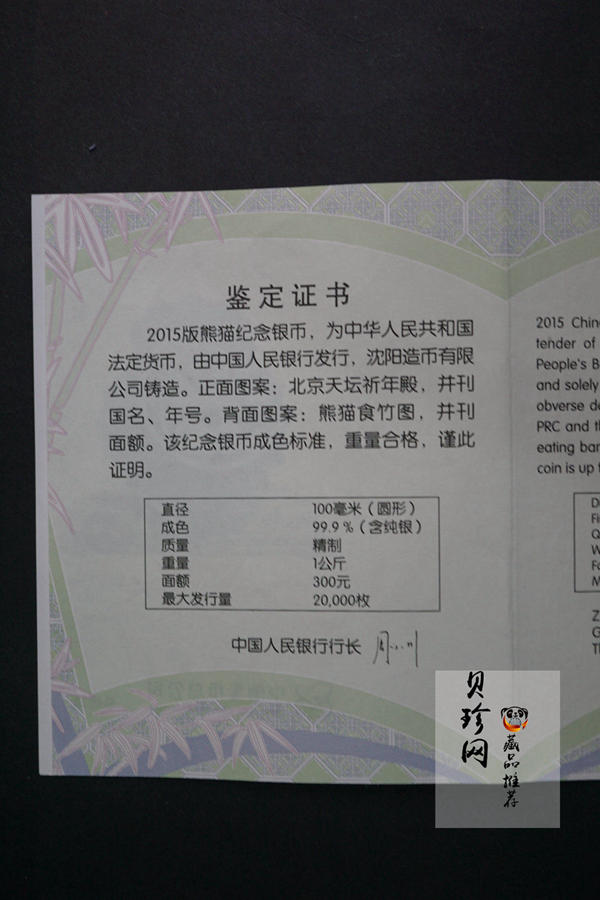 鉴定证书
2015版熊猫纪念银币，为中华人民共和国
法定货币，由中国人民银行发行，沈阳造币有限
公司铸造。正面图案：北京天坛祈年殿，并刊
国名、年号。背面图案：熊猫食竹图，并刊
面额。该纪念银币成色标准，重量合格，谨此
证明。
直径 100毫米（圆形）
成色 99.9%（含纯银）
质量 精制
重量 1公斤
面额 300元
最大发行量 20,000枚
中国人民银行行长
2015 Chin
tender of
People's B
and solely
obverse de
PRC and th
eating bam
coin is up t
D
Fi
Q
W
Fa
M
Z
G
Th
贝珍网
藏品推荐